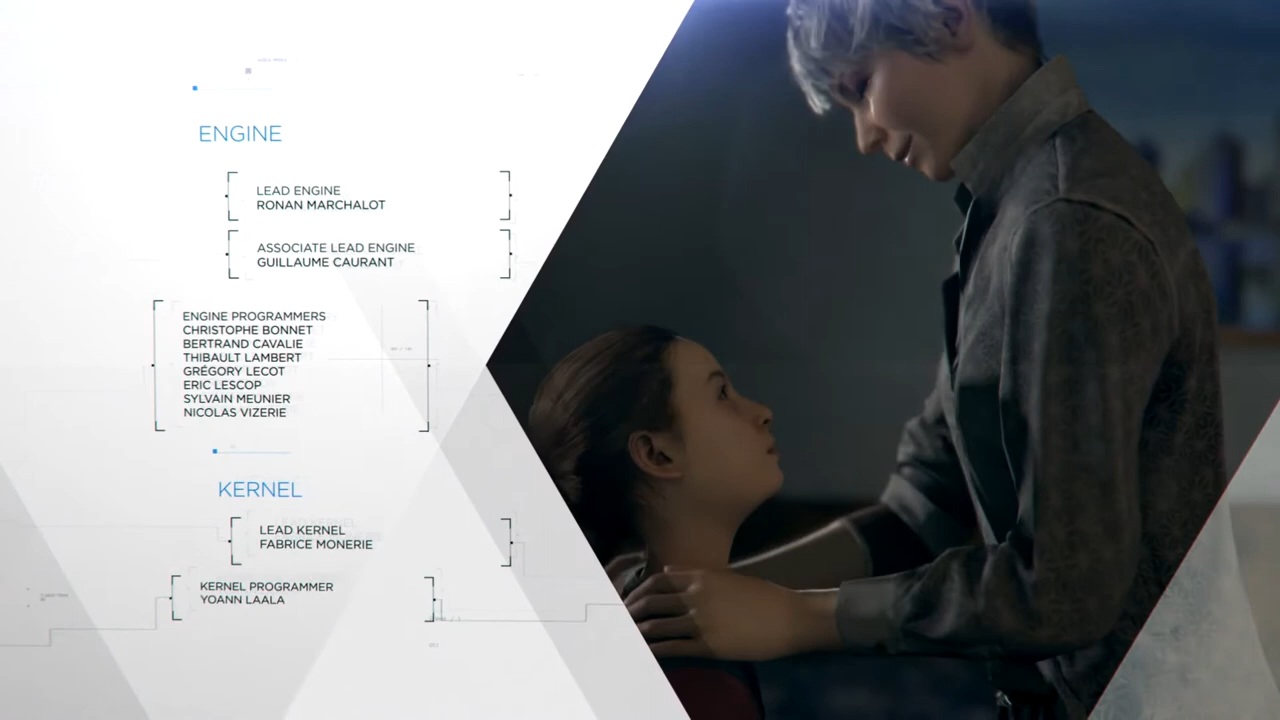 ENGINE
LEAD ENGINE
RONAN MARCHALOT
ASSOCIATE LEAD ENGINE
GUILLAUME CAURANT
ENGINE PROGRAMMERS
CHRISTOPHE BONNET
BERTRAND CAVALIE
THIBAULT LAMBERT
GRÉGORY LECOT
ERIC LESCOP
SYLVAIN MEUNIER
NICOLAS VIZERIE
KERNEL
LEAD KERNEL
FABRICE MONERIE
KERNEL PROGRAMMER
YOANN LAALA